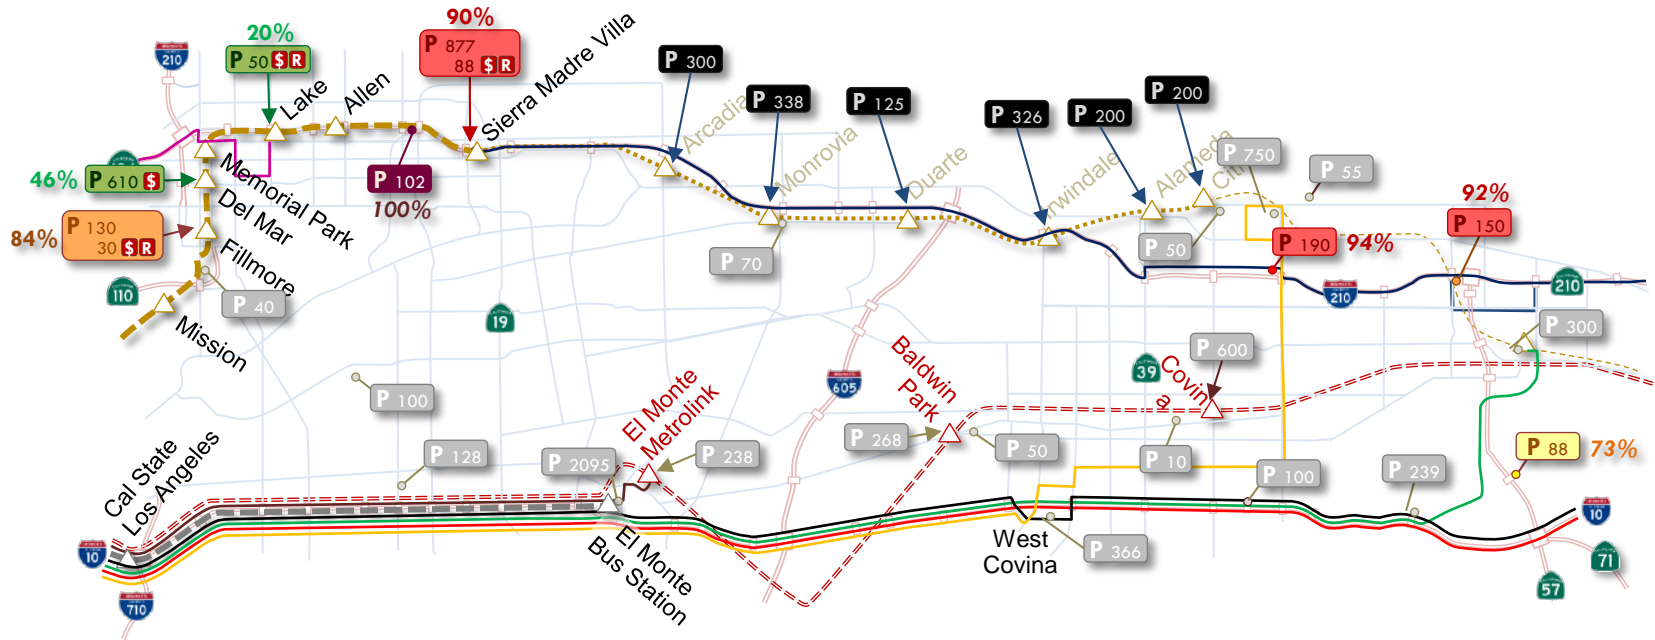 90%
P 877
88 $ R
20%
P 50 $ R
210
Lake
Allen
Sierra Madre Villa
P 300
P 338
P 125
P 326
P 200
P 200
Arcadia
Monrovia
Duarte
Irwindale
Alameda
P 750
P 55
46%
P 610 $
P 102
100%
Memorial Park
Del Mar
Fillmore
Mission
84%
P 130
30 $ R
110
P 40
P 70
P 50
P 190
94%
92%
P 150
210
210
19
P 300
39
P 600
Covin
a
605
Baldwin
Park
P 100
El Monte
Metrolink
P 268
P 50
P 10
P 100
P 239
P 88
73%
P 128
P 2095
P 238
Cal State
Los Angeles
El Monte
Bus Station
West
Covina
P 366
10
10
710
57
71